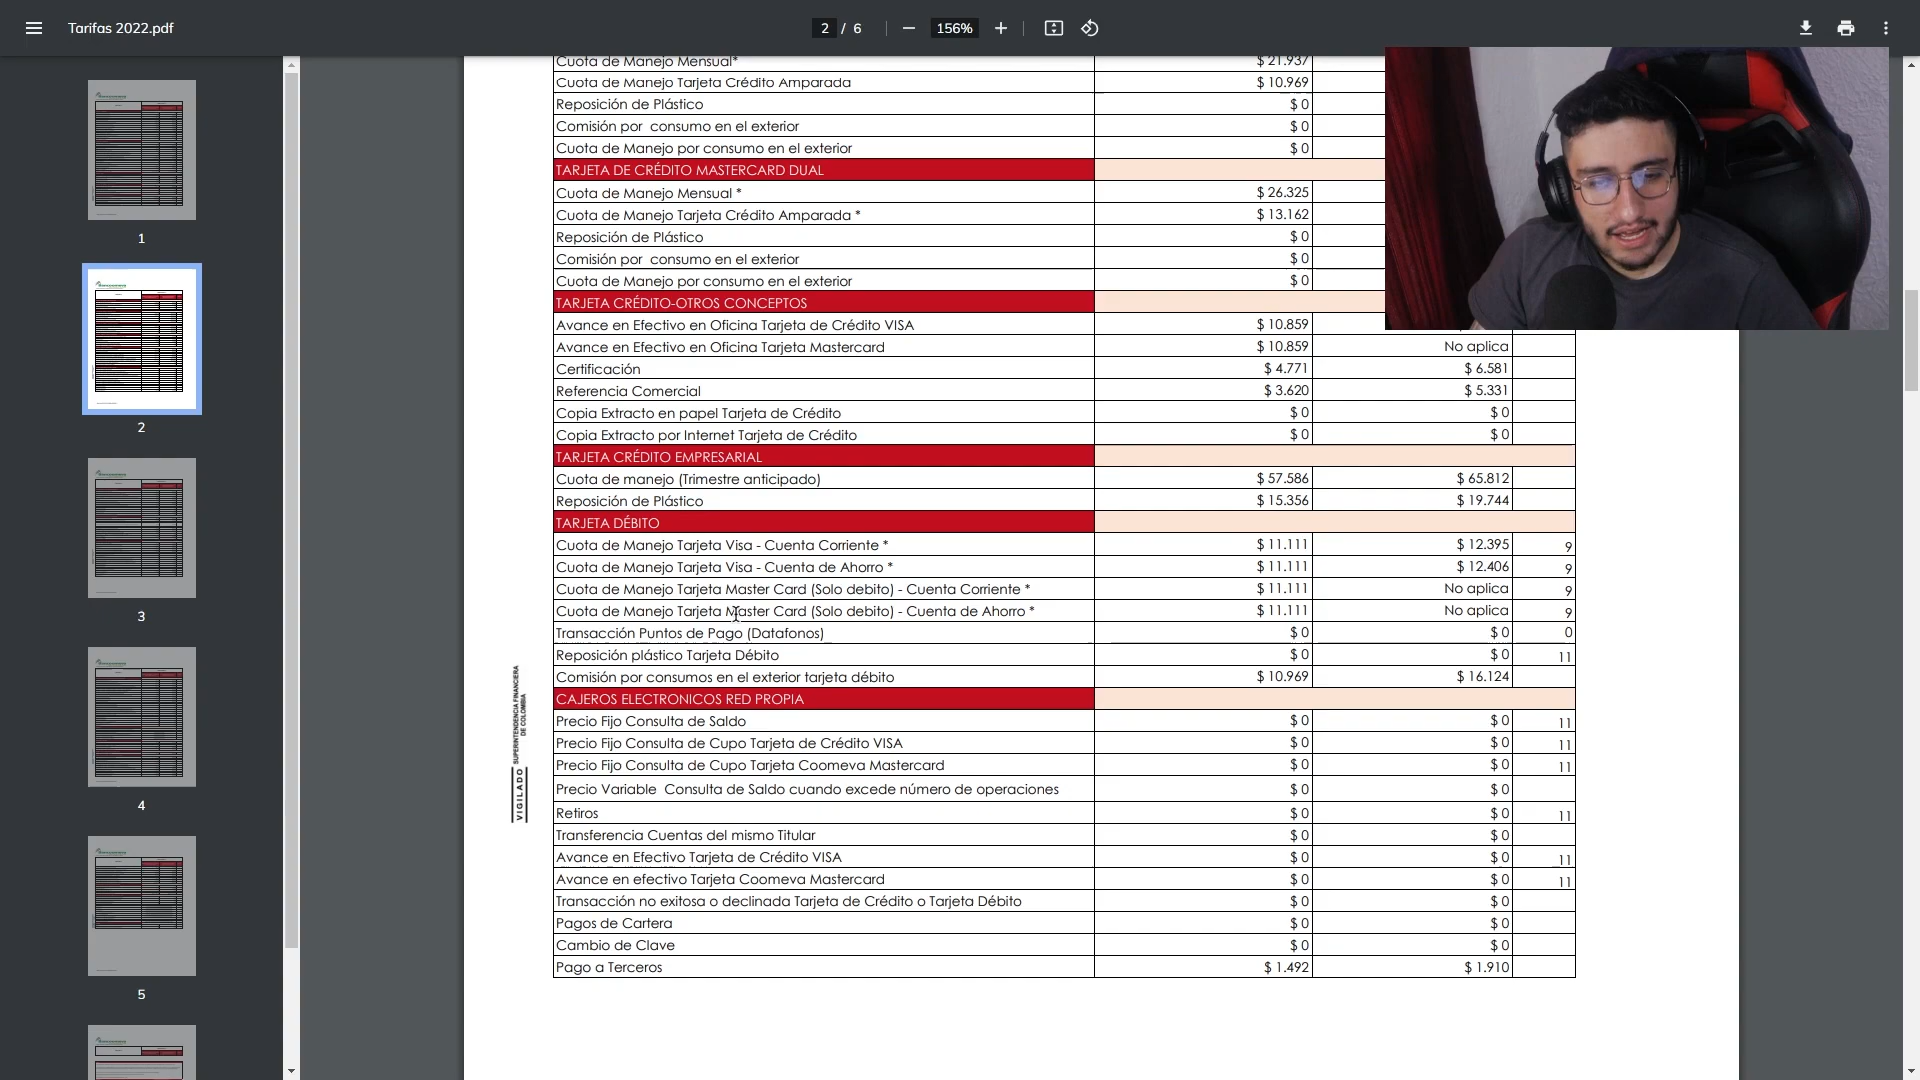 Tarifas 2022.pdf
2 / 6
156%
1
2
3
4
5
Cuota de Manejo Mensual* $ 21.937
Cuota de Manejo Tarjeta Crédito Amparada $ 10.969
Reposición de Plástico $ 0
Comisión por consumo en el exterior $ 0
Cuota de Manejo por consumo en el exterior $ 0
TARJETA DE CRÉDITO MASTERCARD DUAL
Cuota de Manejo Mensual * $ 26.325
Cuota de Manejo Tarjeta Crédito Amparada * $ 13.162
Reposición de Plástico $ 0
Comisión por consumo en el exterior $ 0
Cuota de Manejo por consumo en el exterior $ 0
TARJETA CRÉDITO-OTROS CONCEPTOS
Avance en Efectivo en Oficina Tarjeta de Crédito VISA $ 10.859
Avance en Efectivo en Oficina Tarjeta Mastercard $ 10.859 No aplica
Certificación $ 4.771 $ 6.581
Referencia Comercial $ 3.620 $ 5.331
Copia Extracto en papel Tarjeta de Crédito $ 0 $ 0
Copia Extracto por Internet Tarjeta de Crédito $ 0 $ 0
TARJETA CRÉDITO EMPRESARIAL
Cuota de manejo (Trimestre anticipado) $ 57.586 $ 65.812
Reposición de Plástico $ 15.356 $ 19.744
TARJETA DÉBITO
Cuota de Manejo Tarjeta Visa - Cuenta Corriente * $ 11.111 $ 12.395 9
Cuota de Manejo Tarjeta Visa - Cuenta de Ahorro * $ 11.111 $ 12.406 9
Cuota de Manejo Tarjeta Master Card (Solo debito) - Cuenta Corriente * $ 11.111 No aplica 9
Cuota de Manejo Tarjeta Master Card (Solo debito) - Cuenta de Ahorro * $ 11.111 No aplica 9
Transacción Puntos de Pago (Datafonos) $ 0 $ 0 0
Reposición plástico Tarjeta Débito $ 0 $ 0 11
Comisión por consumos en el exterior tarjeta débito $ 10.969 $ 16.124
CAJEROS ELECTRONICOS RED PROPIA
Precio Fijo Consulta de Saldo $ 0 $ 0 11
Precio Fijo Consulta de Cupo Tarjeta de Crédito VISA $ 0 $ 0 11
Precio Fijo Consulta de Cupo Tarjeta Coomeva Mastercard $ 0 $ 0 11
Precio Variable Consulta de Saldo cuando excede número de operaciones $ 0 $ 0
Retiros $ 0 $ 0 11
Transferencia Cuentas del mismo Titular $ 0 $ 0
Avance en Efectivo Tarjeta de Crédito VISA $ 0 $ 0 11
Avance en efectivo Tarjeta Coomeva Mastercard $ 0 $ 0 11
Transacción no exitosa o declinada Tarjeta de Crédito o Tarjeta Débito $ 0 $ 0
Pagos de Cartera $ 0 $ 0
Cambio de Clave $ 0 $ 0
Pago a Terceros $ 1.492 $ 1.910
VIGILADO SUPERINTENDENCIA FINANCIERA
DE COLOMBIA